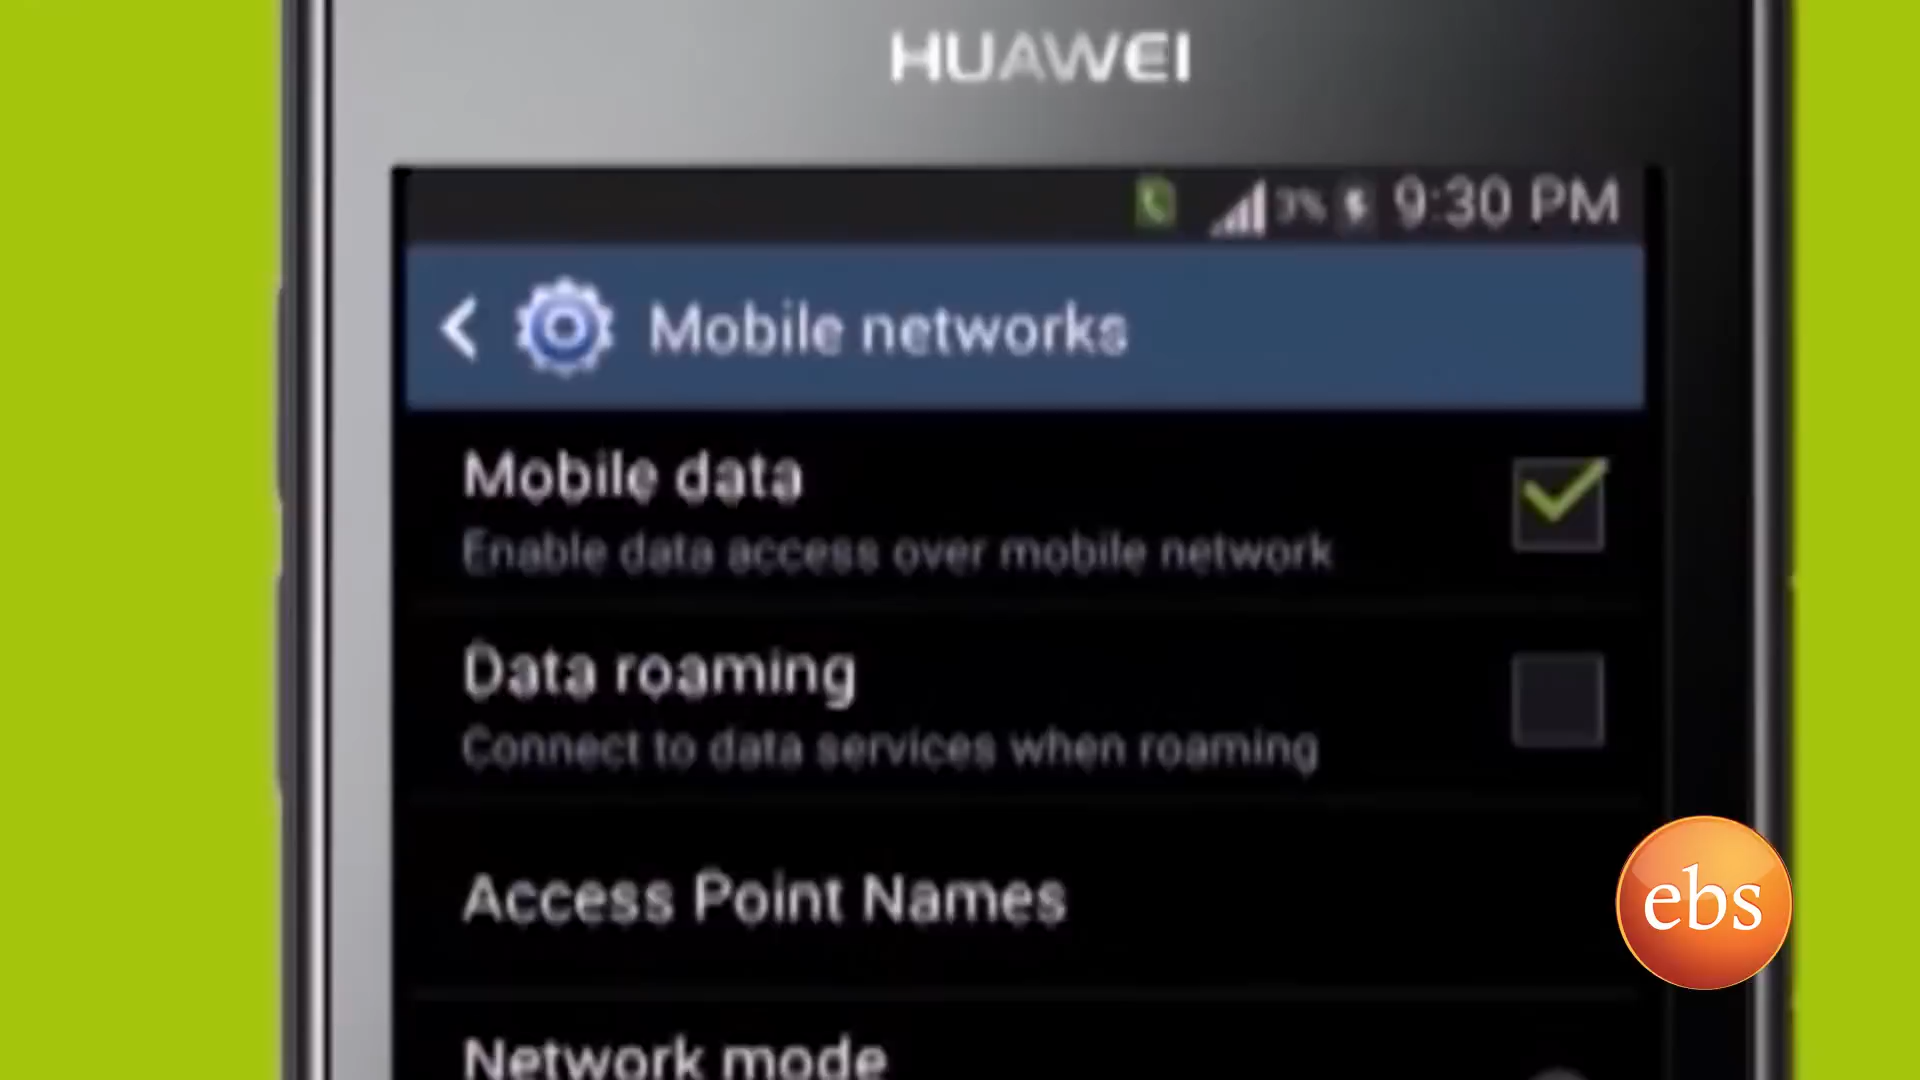 HUAWEI
3% 9:30 PM
Mobile networks
Mobile data
Enable data access over mobile network
Data roaming
Connect to data services when roaming
Access Point Names
ebs
Network mode